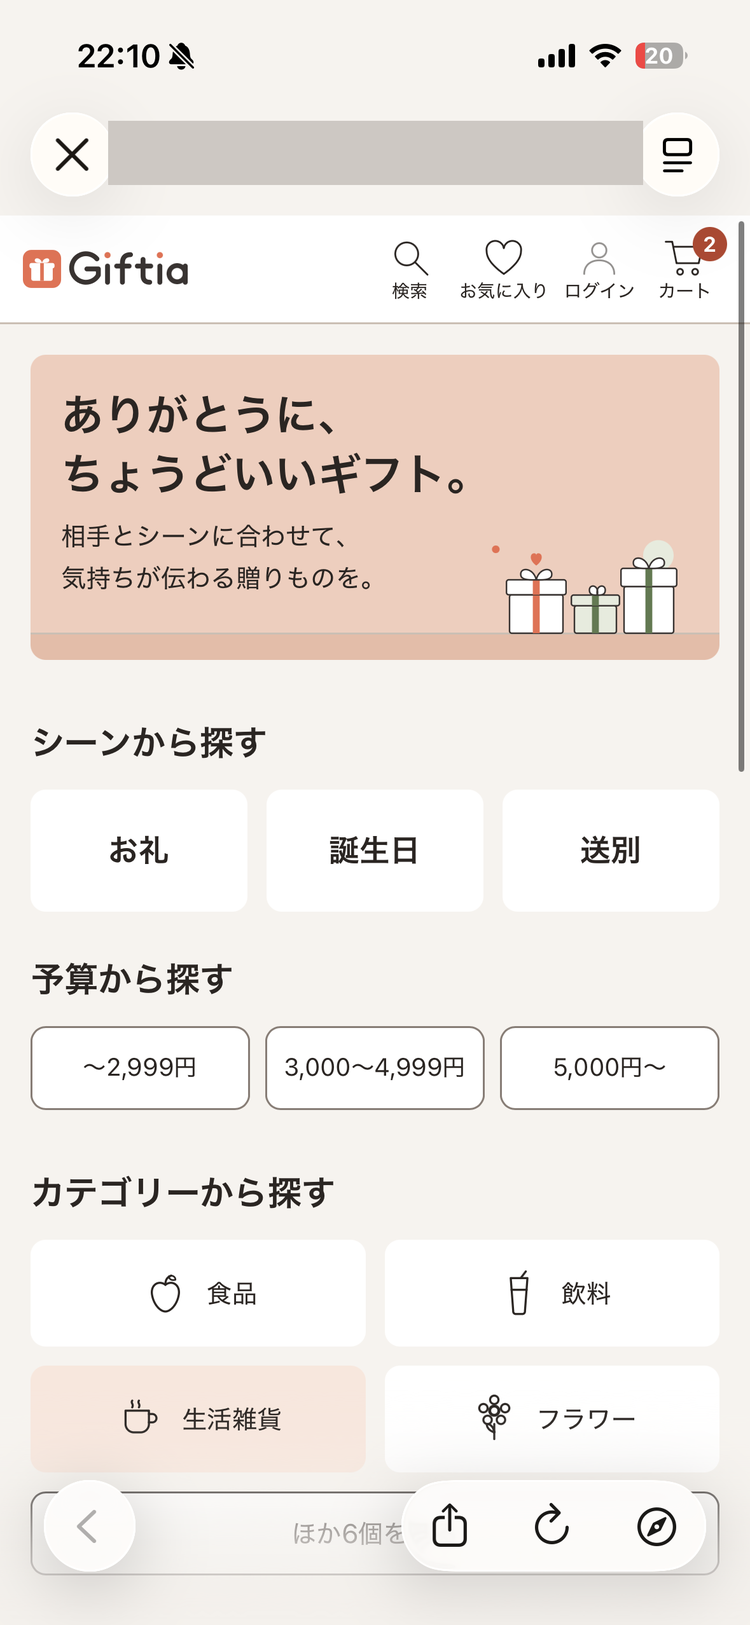 22:10
20
Giftia
検索
お気に入り
ログイン
カート
2
ありがとうに、
ちょうどいいギフト。
相手とシーンに合わせて、
気持ちが伝わる贈りものを。
シーンから探す
お礼
誕生日
送別
予算から探す
〜2,999円
3,000〜4,999円
5,000円〜
カテゴリーから探す
食品
飲料
生活雑貨
フラワー
ほか6個を